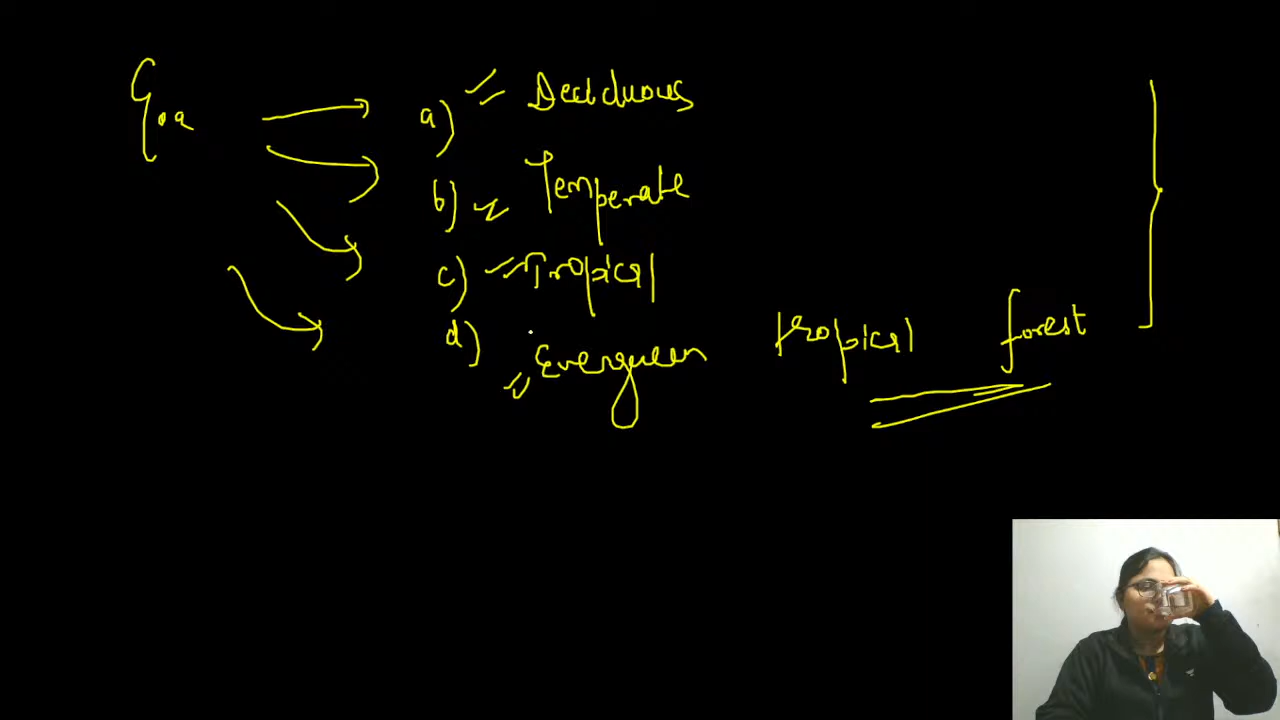 Goa
a) Deciduous
b) Temperate
c) Tropical
d) Evergreen tropical forest